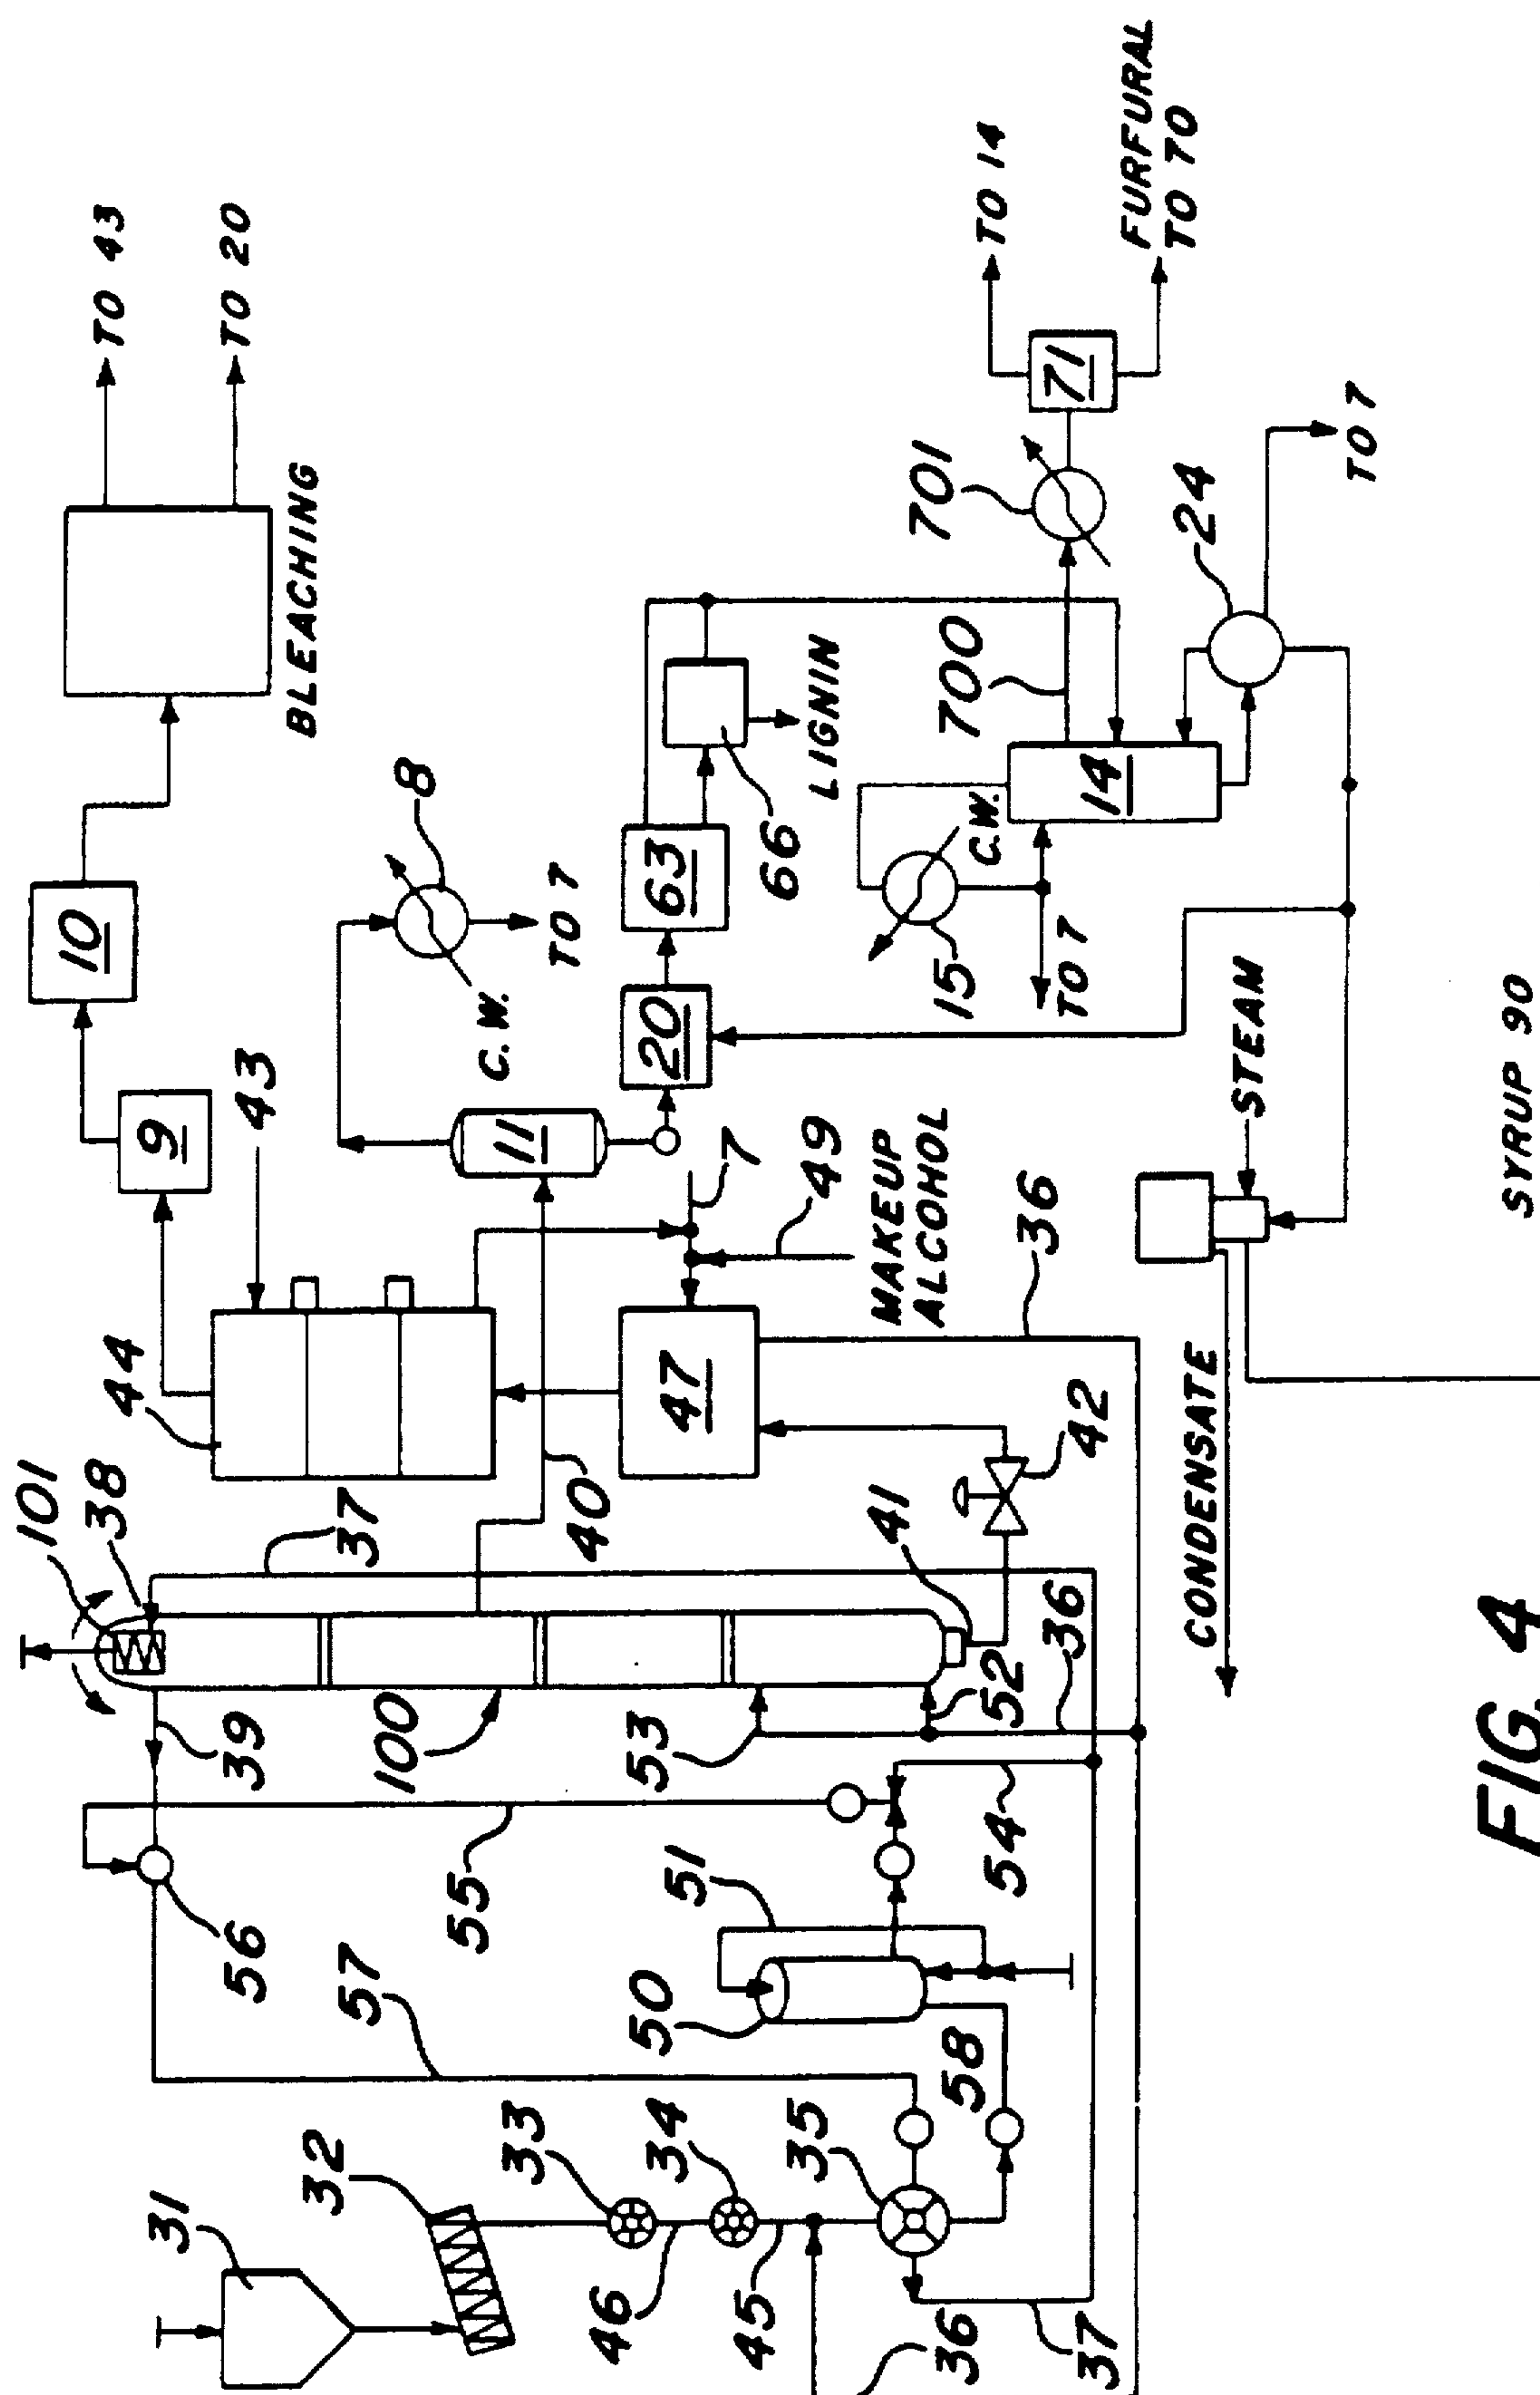 31
32
33
46
34
45
35
36
37
57
58
56
50
51
55
54
39
100
53
52
36
101
38
37
41
42
40
44
43
47
36
MAKEUP
ALCOHOL
49
7
9
10
BLEACHING
TO 43
TO 20
11
C.W.
8
TO 7
20
63
66
LIGNIN
15
C.W.
TO 7
14
700
701
71
TO 14
FURFURAL
TO 70
24
TO 7
STEAM
CONDENSATE
SYRUP 90
FIG. 4